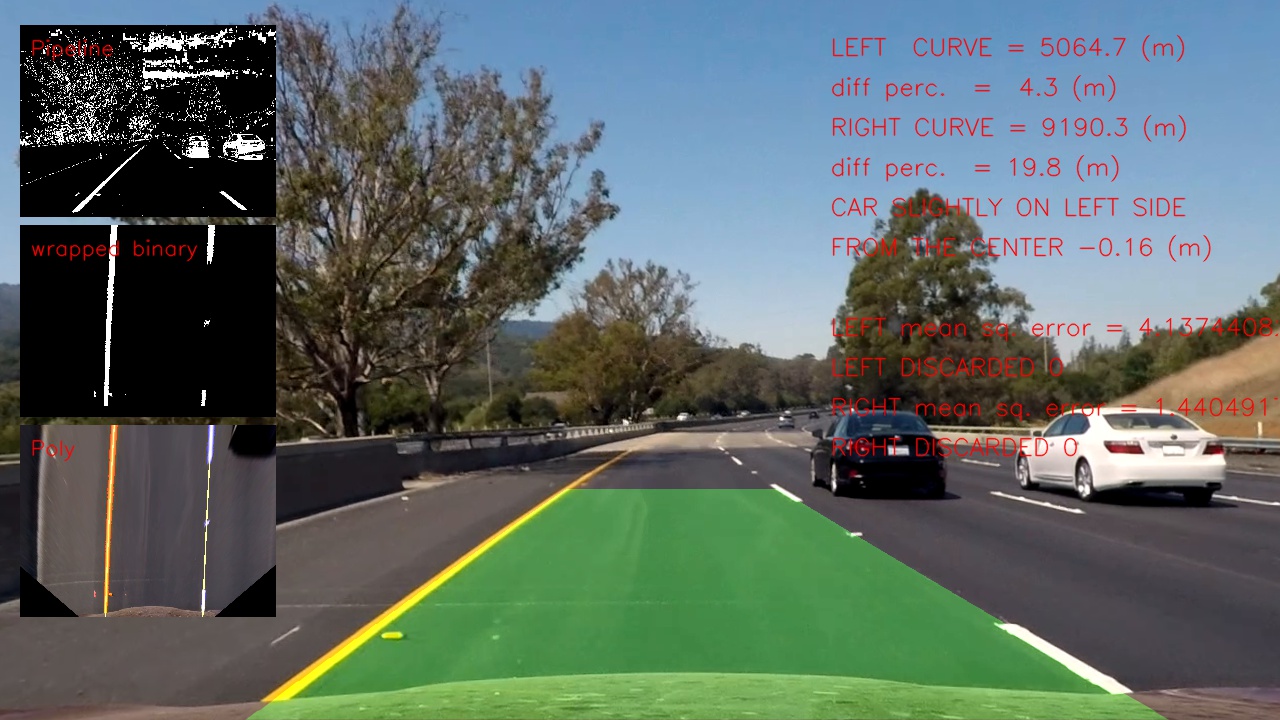 Pipeline
wrapped binary
Poly
LEFT CURVE = 5064.7 (m)
diff perc. = 4.3 (m)
RIGHT CURVE = 9190.3 (m)
diff perc. = 19.8 (m)
CAR SLIGHTLY ON LEFT SIDE
FROM THE CENTER -0.16 (m)
LEFT mean sq. error = 4.1374408.
LEFT DISCARDED 0
RIGHT mean sq. error = 1.440491
RIGHT DISCARDED 0